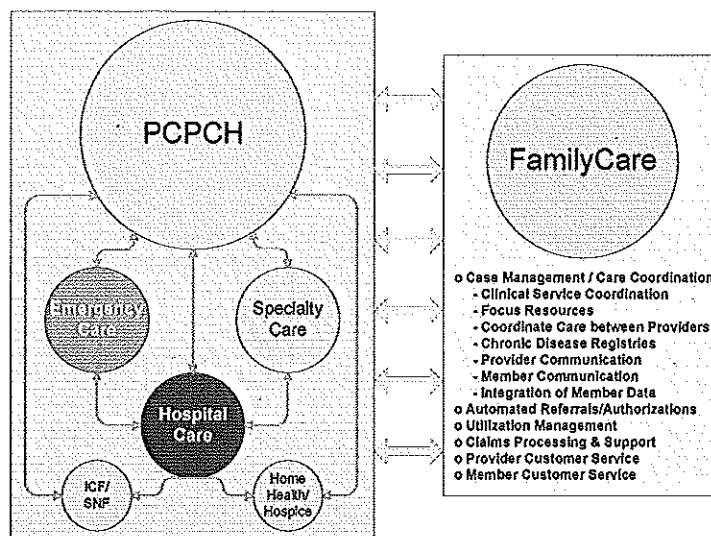 PCPCH
Emergency
Care
Specialty
Care
Hospital
Care
ICF/
SNF
Home
Health/
Hospice
FamilyCare
o Case Management / Care Coordination
- Clinical Service Coordination
- Focus Resources
- Coordinate Care between Providers
- Chronic Disease Registries
- Provider Communication
- Member Communication
- Integration of Member Data
o Automated Referrals/Authorizations
o Utilization Management
o Claims Processing & Support
o Provider Customer Service
o Member Customer Service